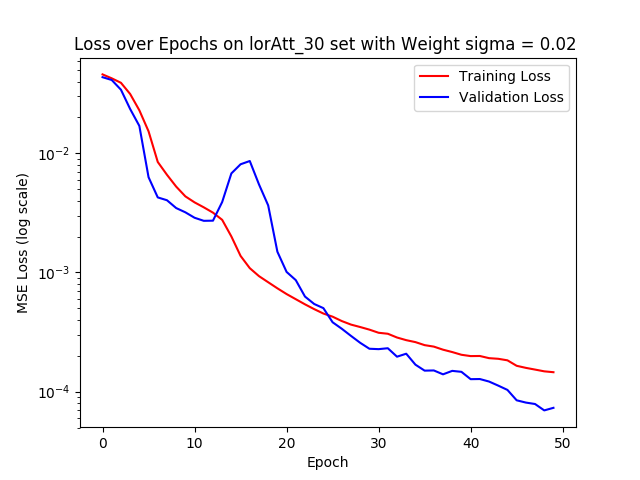 Loss over Epochs on lorAtt_30 set with Weight sigma = 0.02
Training Loss
Validation Loss
MSE Loss (log scale)
10⁻²
10⁻³
10⁻⁴
0 10 20 30 40 50
Epoch